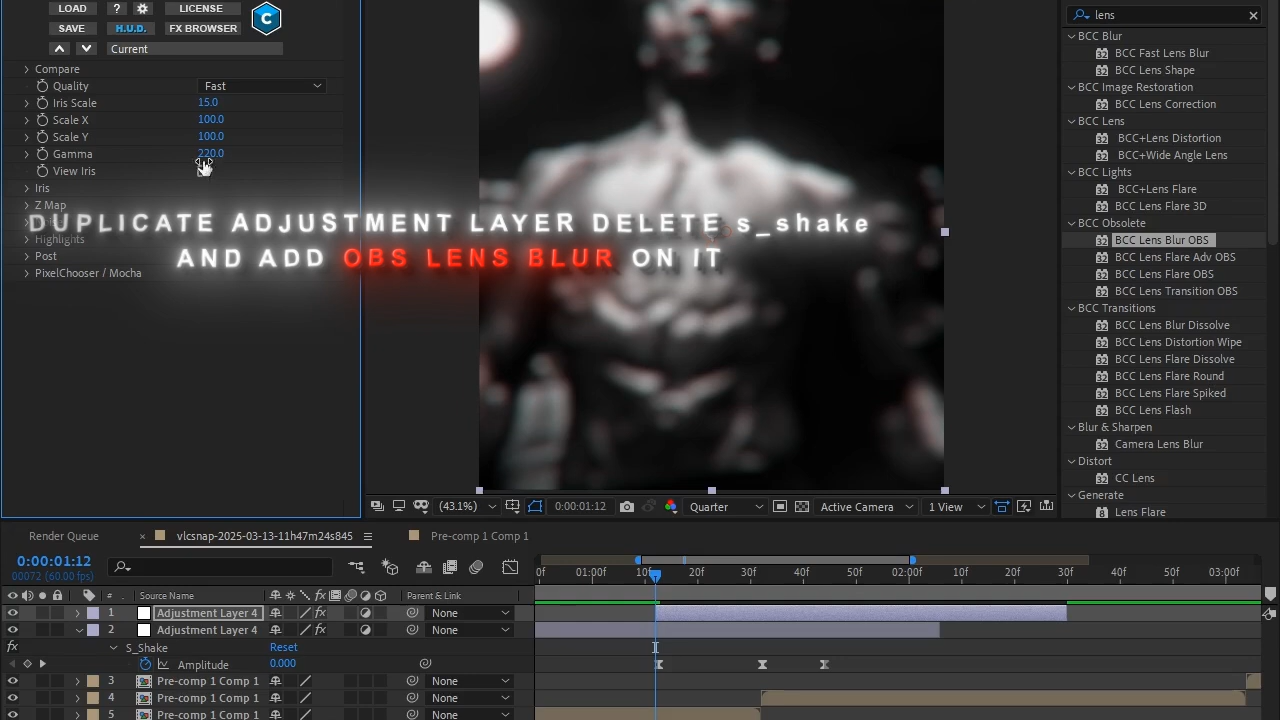 LOAD ? LICENSE
SAVE H.U.D. FX BROWSER
Current
Compare
Quality Fast
Iris Scale 15.0
Scale X 100.0
Scale Y 100.0
Gamma 220.0
View Iris
Iris
Z Map
Highlights
Post
PixelChooser / Mocha
DUPLICATE ADJUSTMENT LAYER DELETE s_shake
AND ADD OBS LENS BLUR ON IT
(43.1%) 0:00:01:12 Quarter Active Camera 1 View
lens
BCC Blur
BCC Fast Lens Blur
BCC Lens Shape
BCC Image Restoration
BCC Lens Correction
BCC Lens
BCC+Lens Distortion
BCC+Wide Angle Lens
BCC Lights
BCC+Lens Flare
BCC Lens Flare 3D
BCC Obsolete
BCC Lens Blur OBS
BCC Lens Flare Adv OBS
BCC Lens Flare OBS
BCC Lens Transition OBS
BCC Transitions
BCC Lens Blur Dissolve
BCC Lens Distortion Wipe
BCC Lens Flare Dissolve
BCC Lens Flare Round
BCC Lens Flare Spiked
BCC Lens Flash
Blur & Sharpen
Camera Lens Blur
Distort
CC Lens
Generate
Lens Flare
Render Queue vlcsnap-2025-03-13-11h47m24s845 Pre-comp 1 Comp 1
0:00:01:12
00072 (60.00 fps)
0f 01:00f 10f 20f 30f 40f 50f 02:00f 10f 20f 30f 40f 50f 03:00f
# Source Name fx Parent & Link
1 Adjustment Layer 4 fx None
2 Adjustment Layer 4 fx None
fx S_Shake Reset
Amplitude 0.000
3 Pre-comp 1 Comp 1 None
4 Pre-comp 1 Comp 1 None
5 Pre-comp 1 Comp 1 None